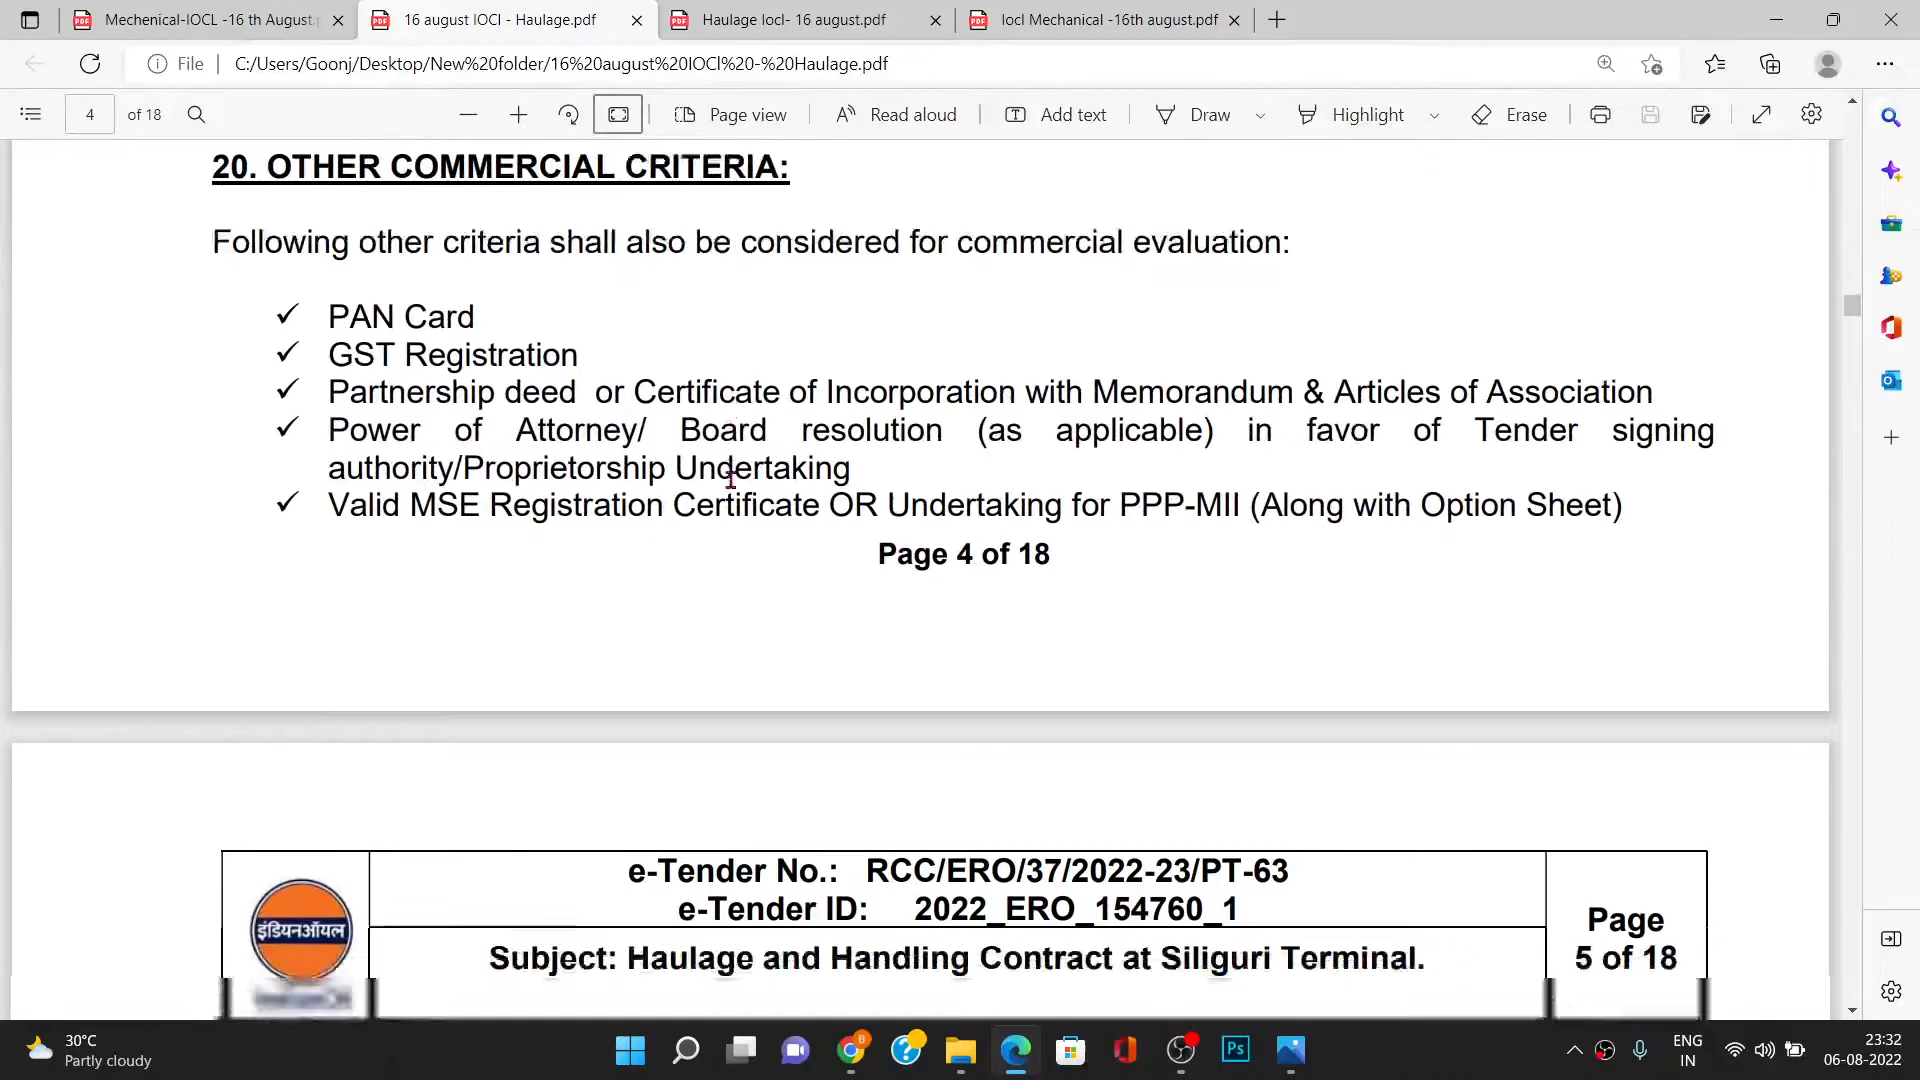 Mechenical-IOCL -16 th August.
16 august IOCl - Haulage.pdf
Haulage Iocl- 16 august.pdf
Iocl Mechanical -16th august.pdf
File
C:/Users/Goonj/Desktop/New%20folder/16%20august%20IOCl%20-%20Haulage.pdf
4 of 18
Page view
Read aloud
Add text
Draw
Highlight
Erase
20. OTHER COMMERCIAL CRITERIA:
Following other criteria shall also be considered for commercial evaluation:
✓ PAN Card
✓ GST Registration
✓ Partnership deed or Certificate of Incorporation with Memorandum & Articles of Association
✓ Power of Attorney/ Board resolution (as applicable) in favor of Tender signing
authority/Proprietorship Undertaking
✓ Valid MSE Registration Certificate OR Undertaking for PPP-MII (Along with Option Sheet)
Page 4 of 18
e-Tender No.: RCC/ERO/37/2022-23/PT-63
e-Tender ID: 2022_ERO_154760_1
Subject: Haulage and Handling Contract at Siliguri Terminal.
Page
5 of 18
इंडियनऑयल
30°C
Partly cloudy
Ps
ENG
IN
23:32
06-08-2022